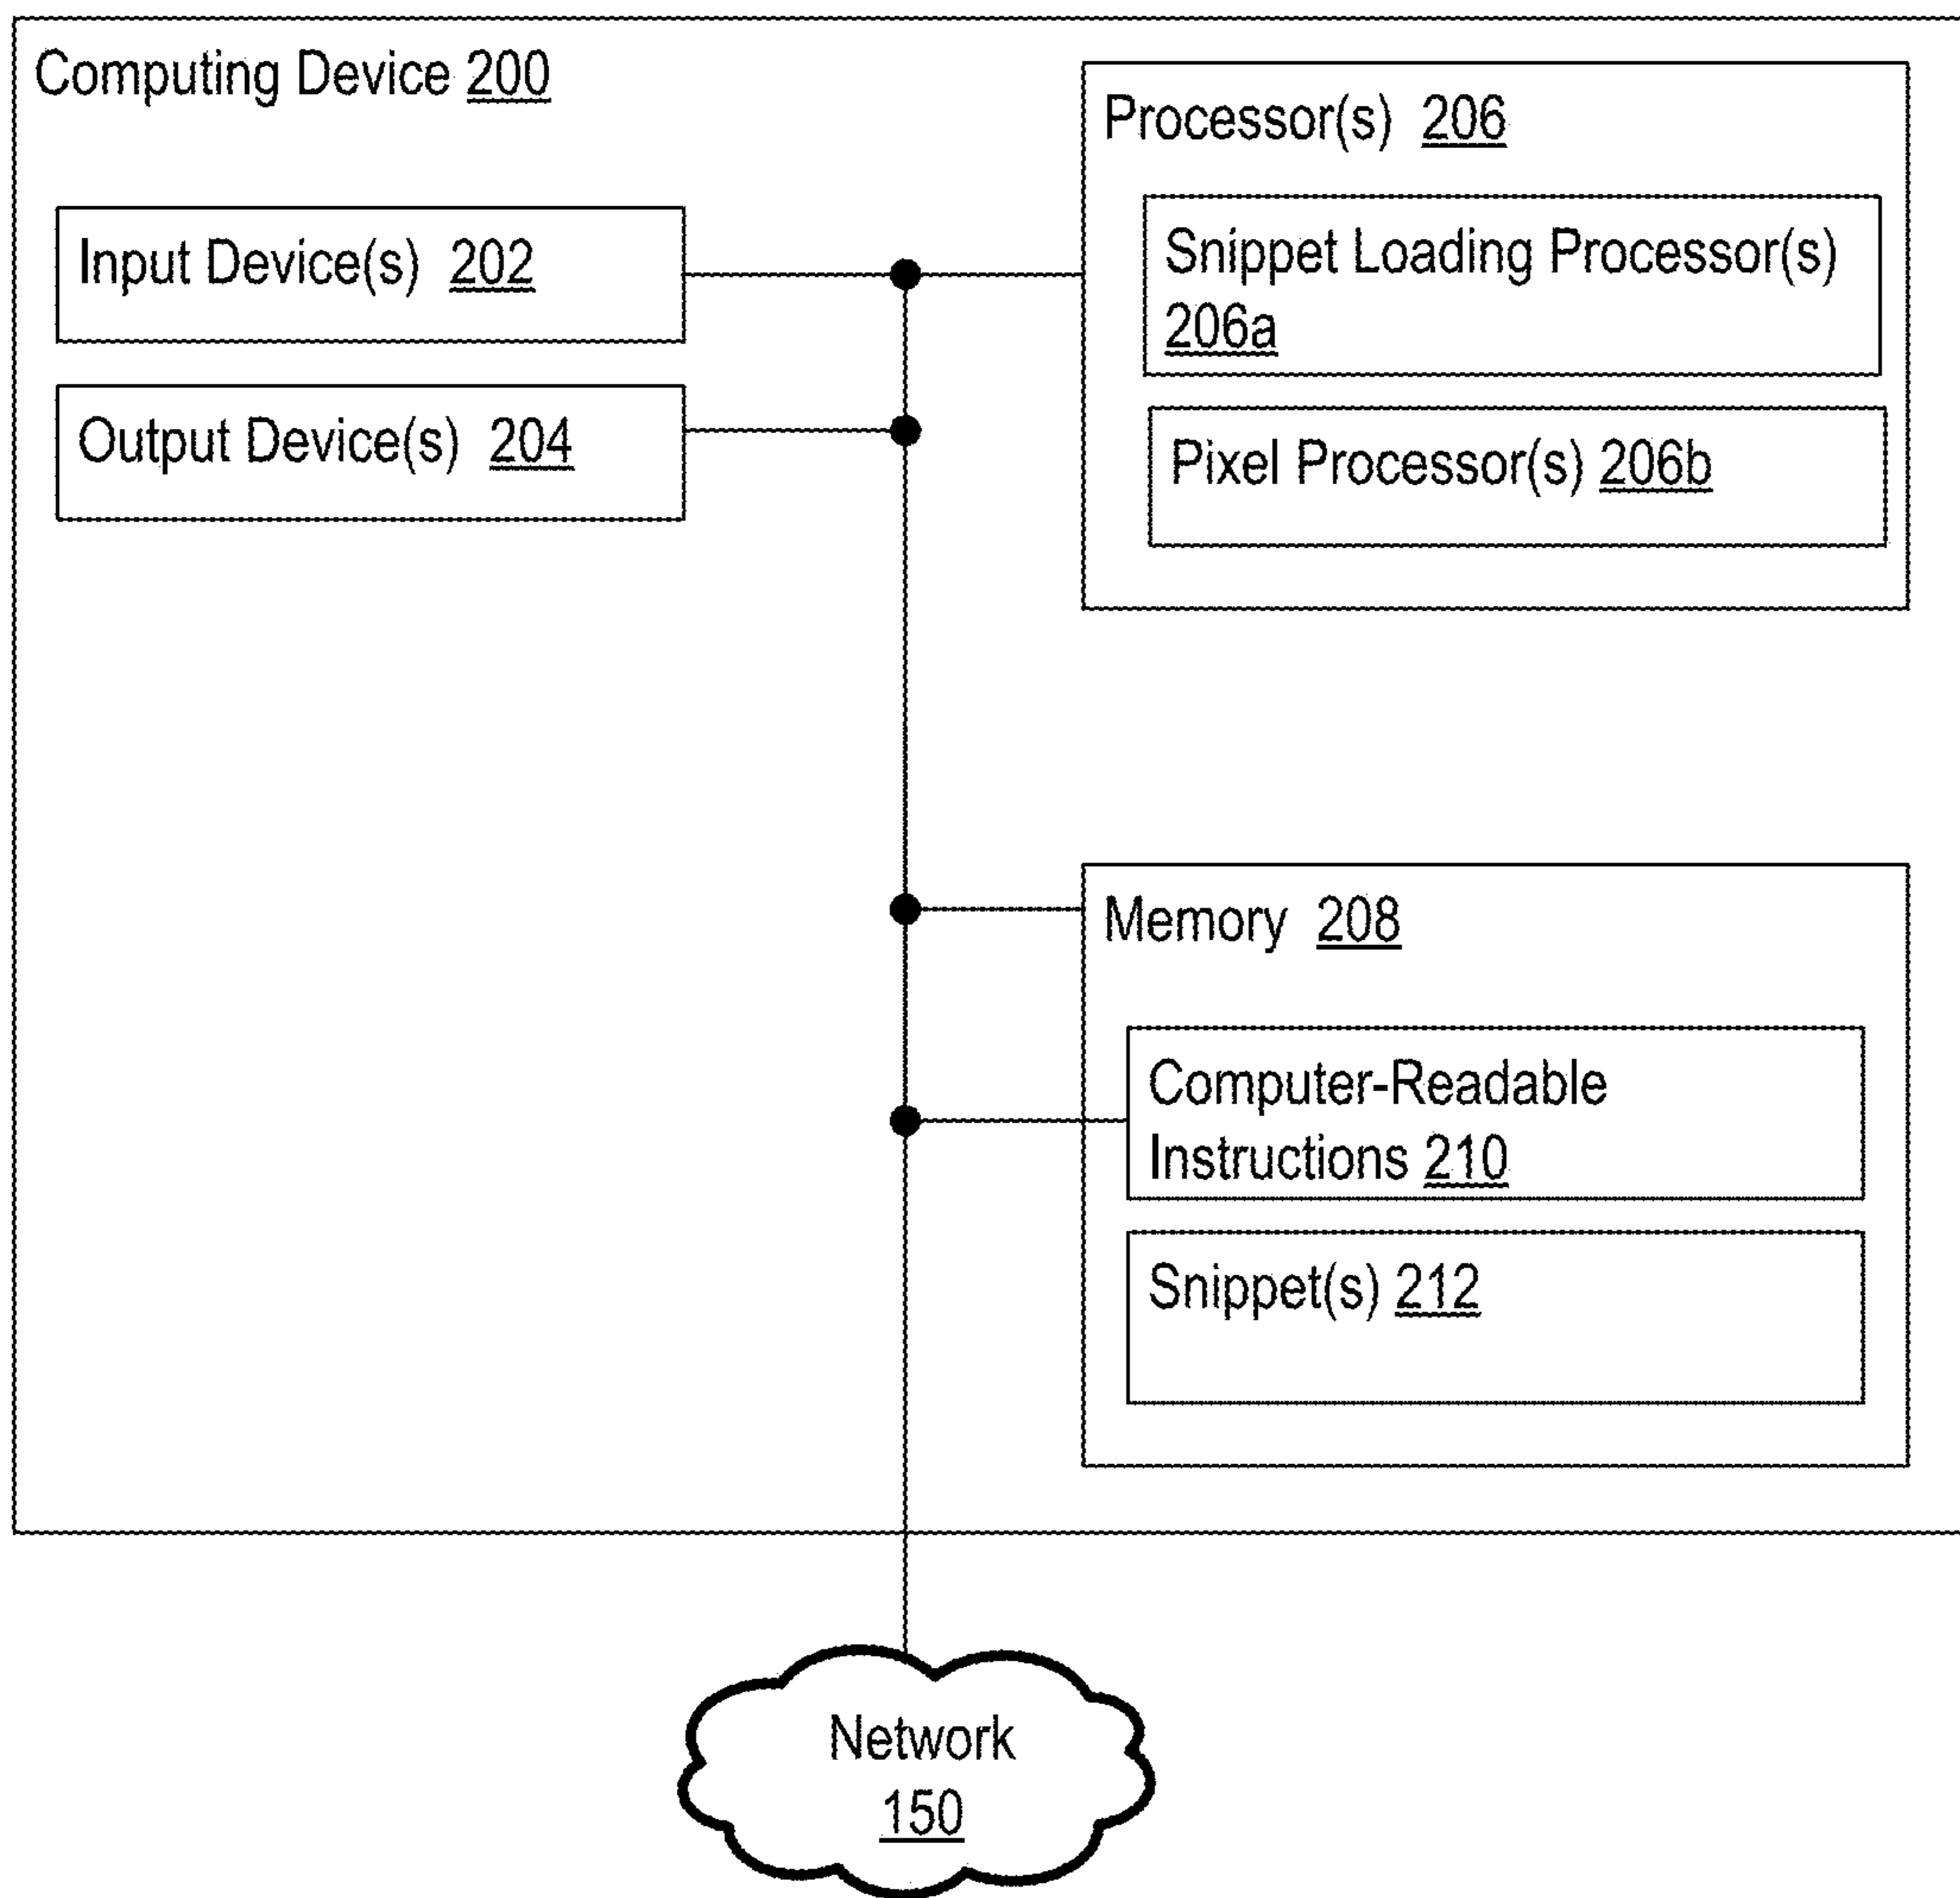 Computing Device 200
Input Device(s) 202
Output Device(s) 204
Processor(s) 206
Snippet Loading Processor(s)
206a
Pixel Processor(s) 206b
Memory 208
Computer-Readable
Instructions 210
Snippet(s) 212
Network
150